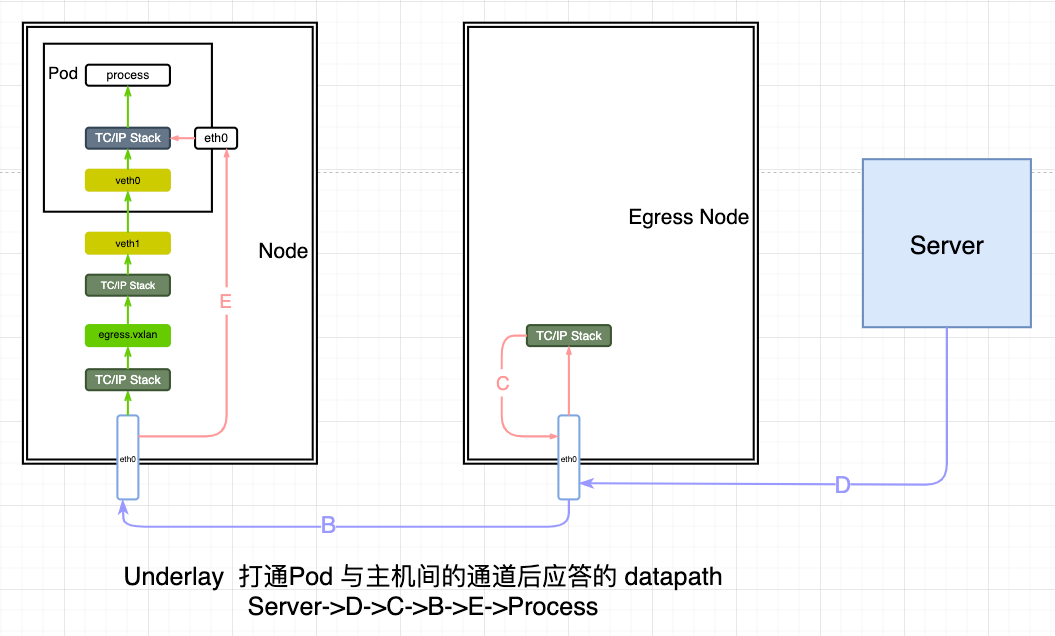 Pod
process
TC/IP Stack
eth0
veth0
veth1
Node
TC/IP Stack
E
egress.vxlan
TC/IP Stack
eth0
Egress Node
TC/IP Stack
C
eth0
Server
D
B
Underlay 打通Pod 与主机间的通道后应答的 datapath
Server->D->C->B->E->Process